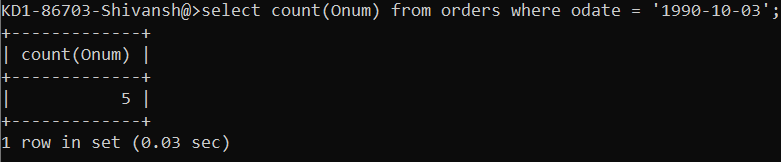 KD1-86703-Shivansh@>select count(Onum) from orders where odate = '1990-10-03';
+-------------+
| count(Onum) |
+-------------+
|           5 |
+-------------+
1 row in set (0.03 sec)